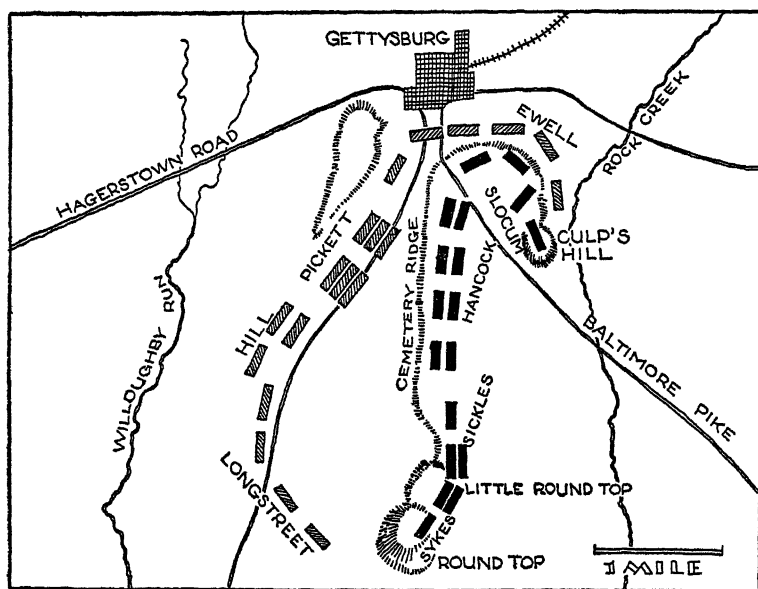 GETTYSBURG
EWELL
ROCK CREEK
HAGERSTOWN ROAD
SLOCUM
CULP'S
HILL
PICKETT
CEMETERY RIDGE
HANCOCK
HILL
WILLOUGHBY RUN
BALTIMORE PIKE
SICKLES
LONGSTREET
LITTLE ROUND TOP
SYKES
ROUND TOP
1 MILE